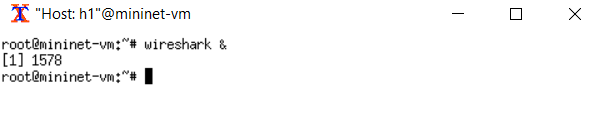 "Host: h1"@mininet-vm
root@mininet-vm:~# wireshark &
[1] 1578
root@mininet-vm:~#